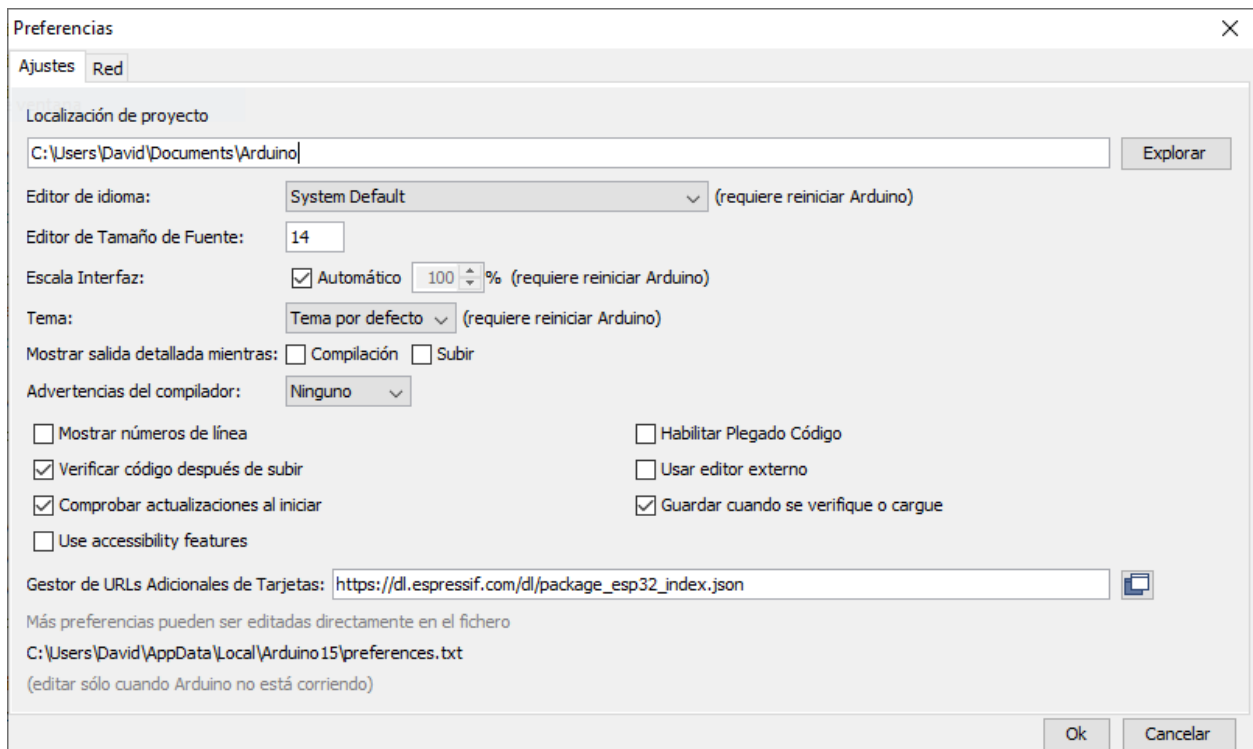 Preferencias
Ajustes Red
Localización de proyecto
C:\Users\David\Documents\Arduino Explorar
Editor de idioma: System Default (requiere reiniciar Arduino)
Editor de Tamaño de Fuente: 14
Escala Interfaz: Automático 100 % (requiere reiniciar Arduino)
Tema: Tema por defecto (requiere reiniciar Arduino)
Mostrar salida detallada mientras: Compilación Subir
Advertencias del compilador: Ninguno
Mostrar números de línea Habilitar Plegado Código
Verificar código después de subir Usar editor externo
Comprobar actualizaciones al iniciar Guardar cuando se verifique o cargue
Use accessibility features
Gestor de URLs Adicionales de Tarjetas: https://dl.espressif.com/dl/package_esp32_index.json
Más preferencias pueden ser editadas directamente en el fichero
C:\Users\David\AppData\Local\Arduino15\preferences.txt
(editar sólo cuando Arduino no está corriendo)
Ok Cancelar